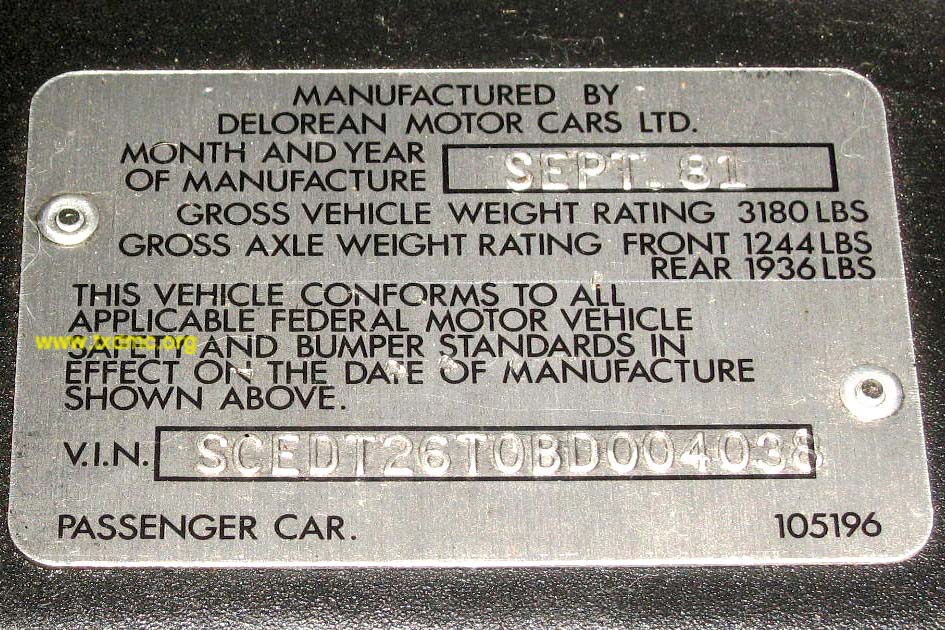 MANUFACTURED BY
DELOREAN MOTOR CARS LTD.
MONTH AND YEAR
OF MANUFACTURE SEPT. 81
GROSS VEHICLE WEIGHT RATING 3180 LBS
GROSS AXLE WEIGHT RATING FRONT 1244 LBS
REAR 1936 LBS
THIS VEHICLE CONFORMS TO ALL
APPLICABLE FEDERAL MOTOR VEHICLE
www.txdmc.org
SAFETY AND BUMPER STANDARDS IN
EFFECT ON THE DATE OF MANUFACTURE
SHOWN ABOVE.
V.I.N. SCEDT26T0BD004038
PASSENGER CAR. 105196